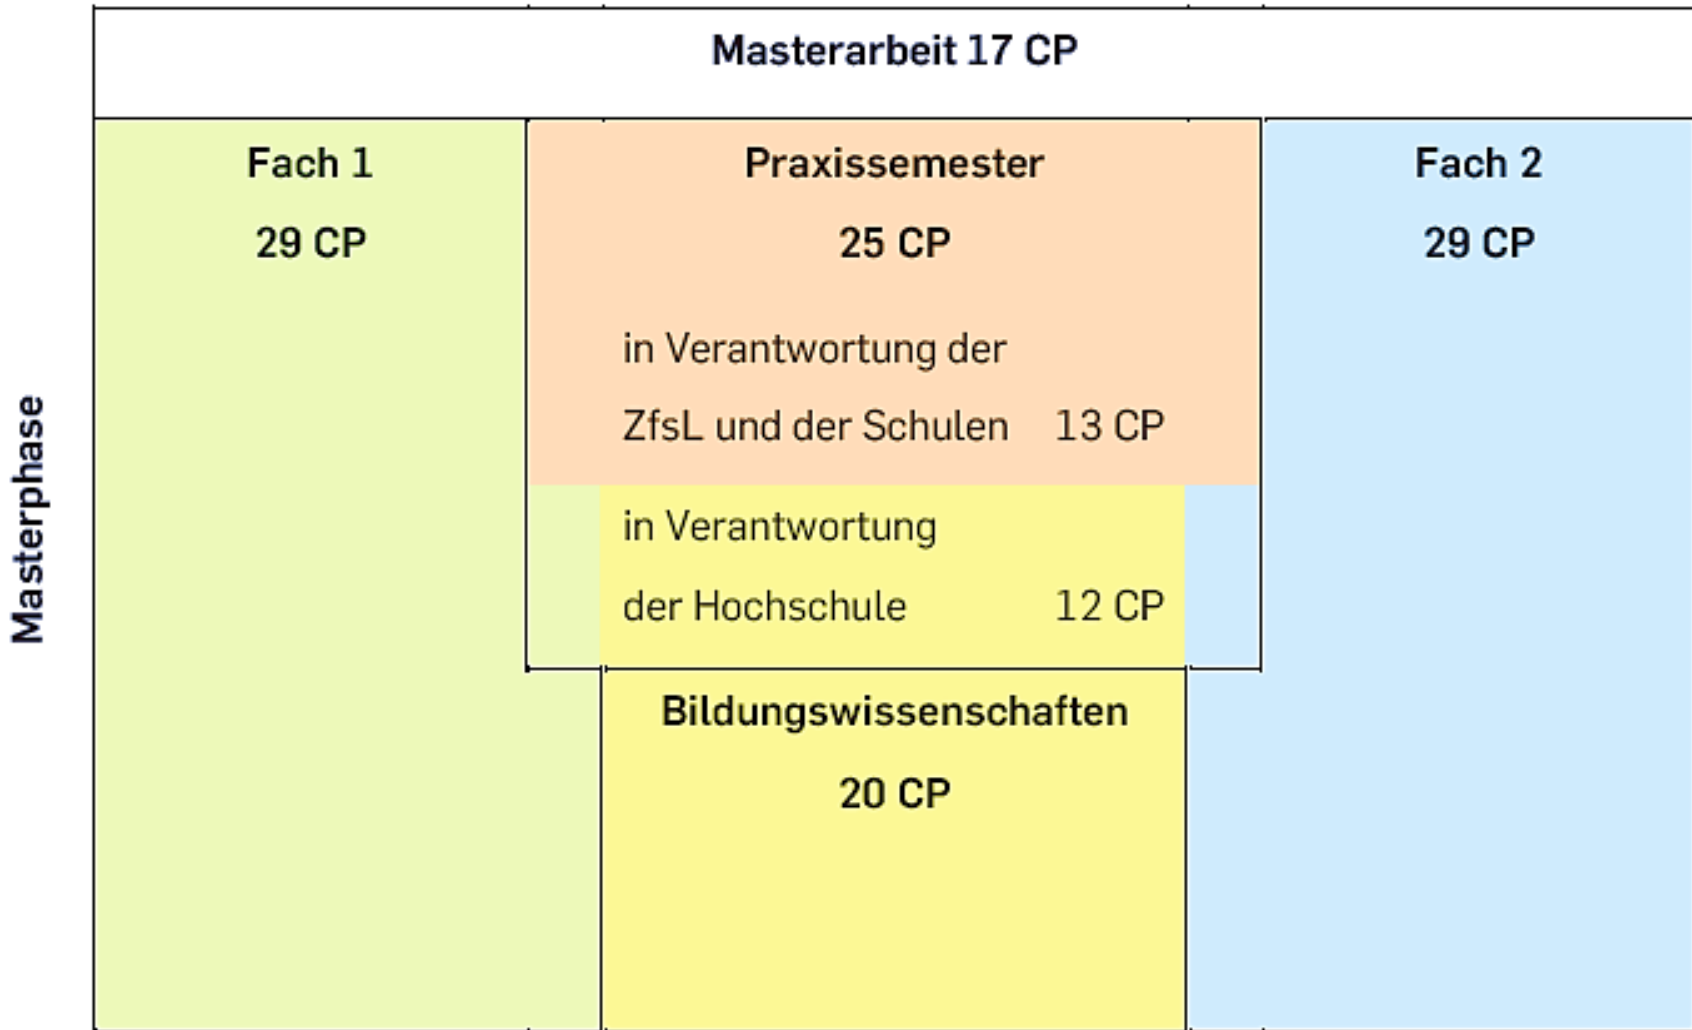 Masterarbeit 17 CP
Masterphase
Fach 1
29 CP
Praxissemester
25 CP
in Verantwortung der
ZfsL und der Schulen 13 CP
in Verantwortung
der Hochschule 12 CP
Bildungswissenschaften
20 CP
Fach 2
29 CP